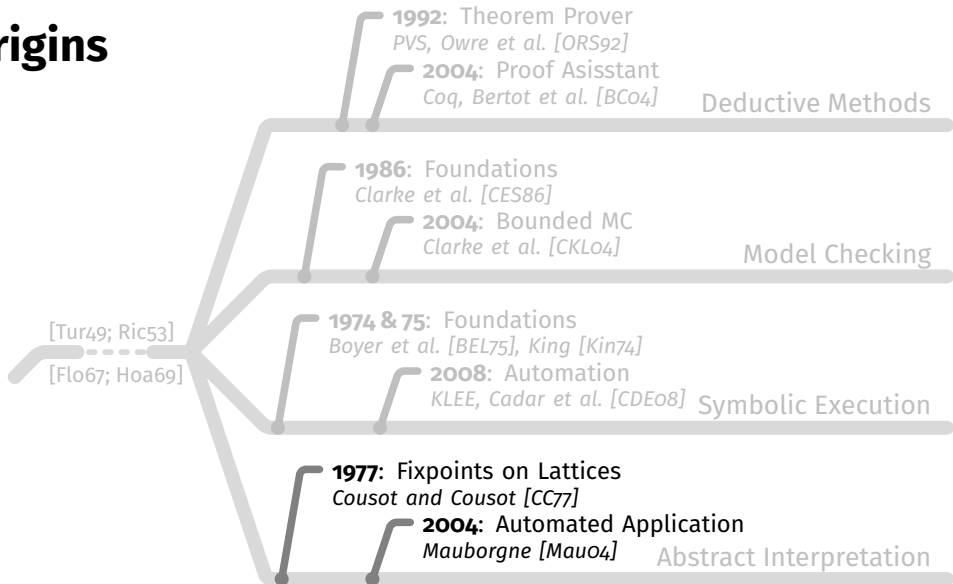 rigins
1992: Theorem Prover
PVS, Owre et al. [ORS92]
2004: Proof Asisstant
Coq, Bertot et al. [BC04]
Deductive Methods
1986: Foundations
Clarke et al. [CES86]
2004: Bounded MC
Clarke et al. [CKL04]
Model Checking
[Tur49; Ric53]
[Flo67; Hoa69]
1974 & 75: Foundations
Boyer et al. [BEL75], King [Kin74]
2008: Automation
KLEE, Cadar et al. [CDE08]
Symbolic Execution
1977: Fixpoints on Lattices
Cousot and Cousot [CC77]
2004: Automated Application
Mauborgne [Mau04]
Abstract Interpretation